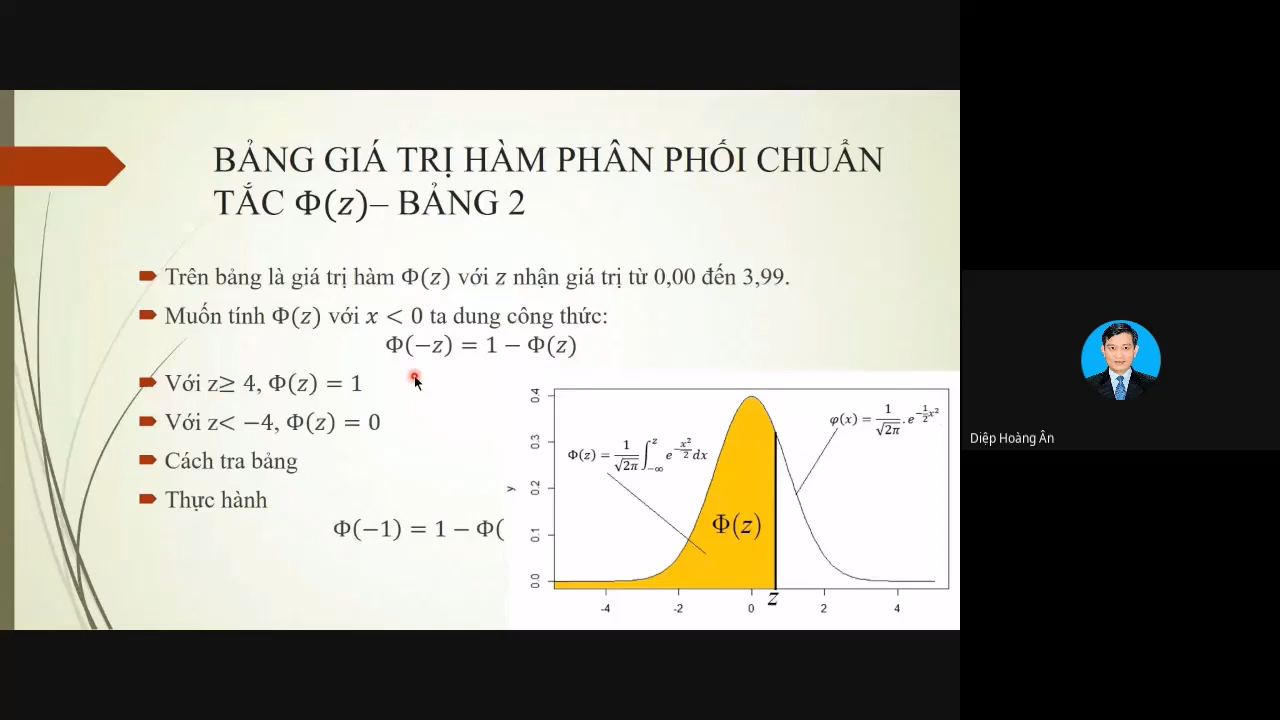 BẢNG GIÁ TRỊ HÀM PHÂN PHỐI CHUẨN
TẮC Φ(z)– BẢNG 2
Trên bảng là giá trị hàm Φ(z) với z nhận giá trị từ 0,00 đến 3,99.
Muốn tính Φ(z) với x < 0 ta dung công thức:
Φ(−z) = 1 − Φ(z)
Với z≥ 4, Φ(z) = 1
Với z< −4, Φ(z) = 0
Cách tra bảng
Thực hành
Φ(−1) = 1 − Φ(
Φ(z) = 1/√2π ∫_{−∞}^{z} e^{−x²/2} dx
φ(x) = 1/√2π . e^{−1/2 x²}
Φ(z)
y
0.4
0.3
0.2
0.1
0.0
-4 -2 0 2 4
z
Diệp Hoàng Ân